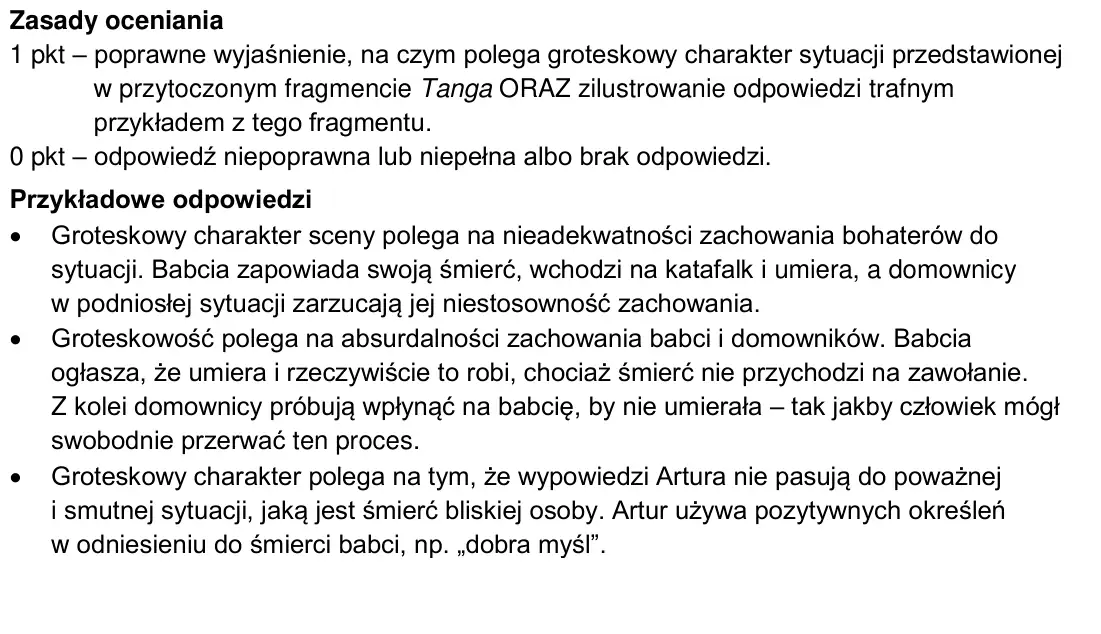 Zasady oceniania
1 pkt – poprawne wyjaśnienie, na czym polega groteskowy charakter sytuacji przedstawionej
w przytoczonym fragmencie Tanga ORAZ zilustrowanie odpowiedzi trafnym
przykładem z tego fragmentu.
0 pkt – odpowiedź niepoprawna lub niepełna albo brak odpowiedzi.
Przykładowe odpowiedzi
• Groteskowy charakter sceny polega na nieadekwatności zachowania bohaterów do
sytuacji. Babcia zapowiada swoją śmierć, wchodzi na katafalk i umiera, a domownicy
w podniosłej sytuacji zarzucają jej niestosowność zachowania.
• Groteskowość polega na absurdalności zachowania babci i domowników. Babcia
ogłasza, że umiera i rzeczywiście to robi, chociaż śmierć nie przychodzi na zawołanie.
Z kolei domownicy próbują wpłynąć na babcię, by nie umierała – tak jakby człowiek mógł
swobodnie przerwać ten proces.
• Groteskowy charakter polega na tym, że wypowiedzi Artura nie pasują do poważnej
i smutnej sytuacji, jaką jest śmierć bliskiej osoby. Artur używa pozytywnych określeń
w odniesieniu do śmierci babci, np. „dobra myśl”.